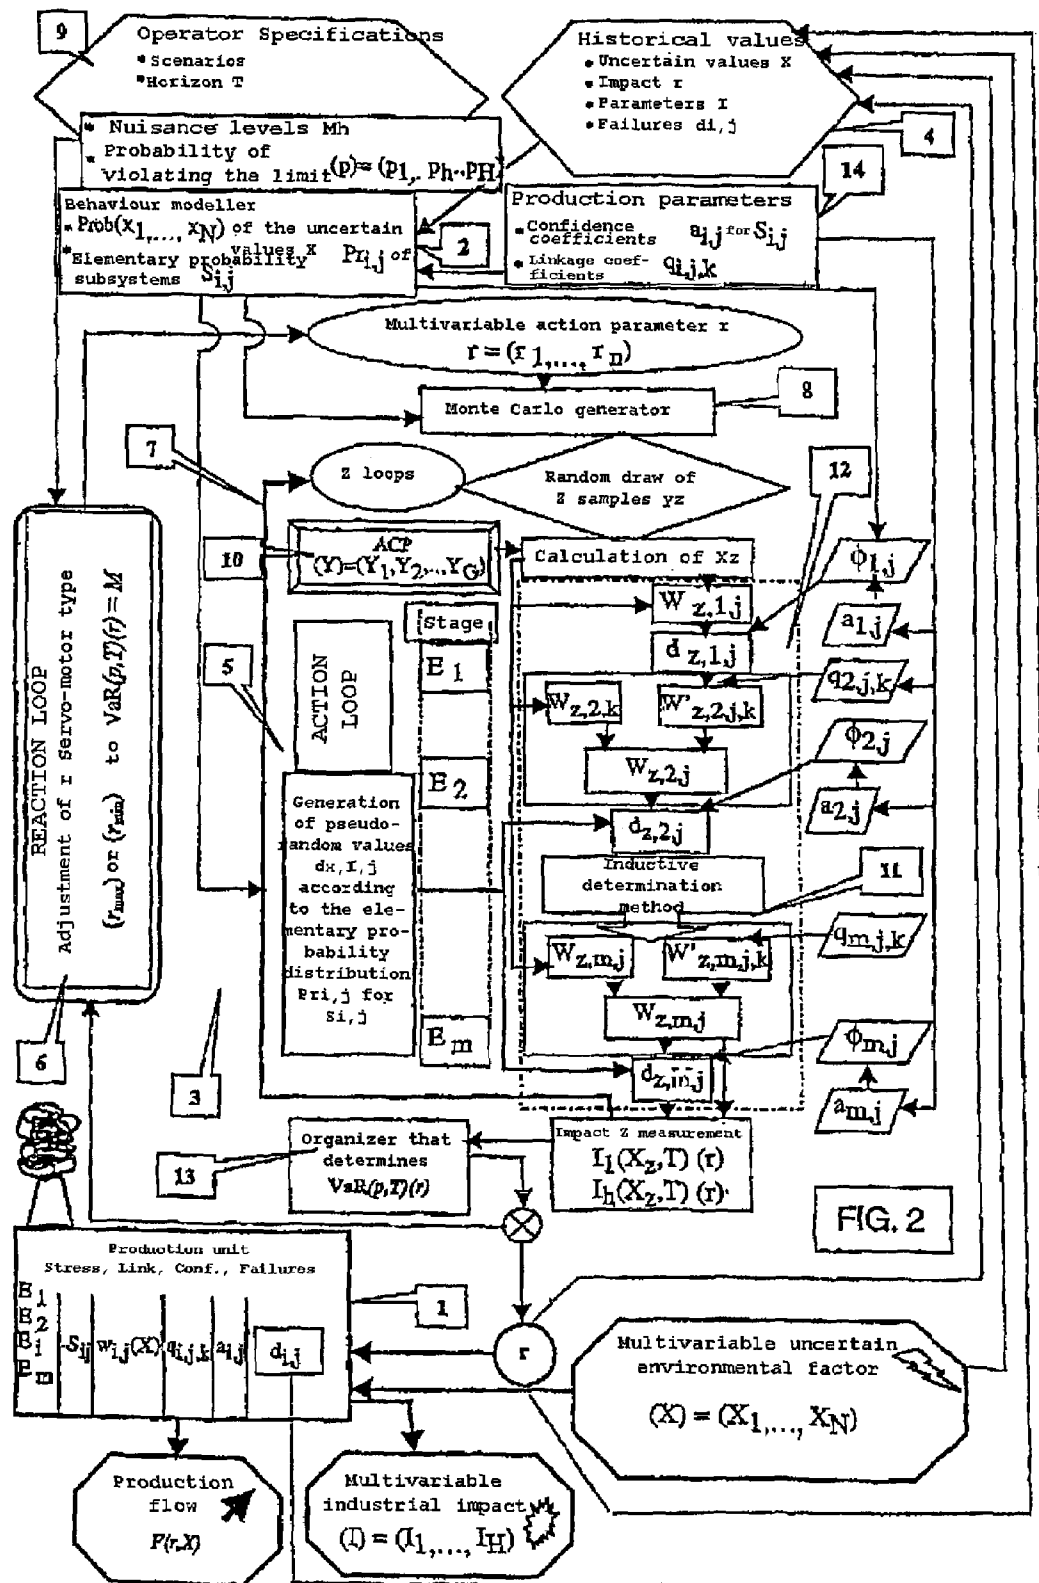 9
Operator Specifications
* Scenarios
* Horizon T
* Nuisance levels Mh
* Probability of
violating the limit (p)=(p1,. ph..pH)
Historical values
* Uncertain values X
* Impact r
* Parameters I
* Failures di,j
4
14
Behaviour modeller
* Prob(x1,..., xN) of the uncertain
values X
* Elementary probability Pri,j of
subsystems Si,j
2
Production parameters
* Confidence
coefficients ai,j for Si,j
* Linkage coef-
ficients qi,j,k
Multivariable action parameter r
r = (r1,..., rn)
Monte Carlo generator
8
7
Z loops
Random draw of
Z samples yz
12
10
ACP
(Y)=(Y1,Y2,...YG)
Calculation of Xz
Φ1,j
Stage
W z,1,j
a1,j
5
ACTION
LOOP
E1
d z,1,j
q2,j,k
Wz,2,k
W'z,2,j,k
Φ2,j
REACTION LOOP
Adjustment of r Servo-motor type
(rmax) or (rmin) to VaR(p,T)(r) = M
E2
Wz,2,j
a2,j
Generation
of pseudo-
random values
dx,I,j
according
to the ele-
mentary pro-
bability
distribution
Pri,j for
Si,j
dz,2,j
Inductive
determination
method
11
qm,j,k
Wz,m,j
W'z,m,j,k
Wz,m,j
Em
Φm,j
dz,m,j
am,j
6
3
13
Organizer that
determines
VaR(p,T)(r)
Impact Z measurement
I1(Xz,T) (r)
Ih(Xz,T) (r)
FIG. 2
Production unit
Stress, Link, Conf., Failures
E1
E2
Ei
Em
Sij
wi,j(X)
qi,j,k
ai,j
di,j
1
r
Multivariable uncertain
environmental factor
(X) = (X1,..., XN)
Production
flow
F(r,X)
Multivariable
industrial impact
(I) = (I1,..., IH)